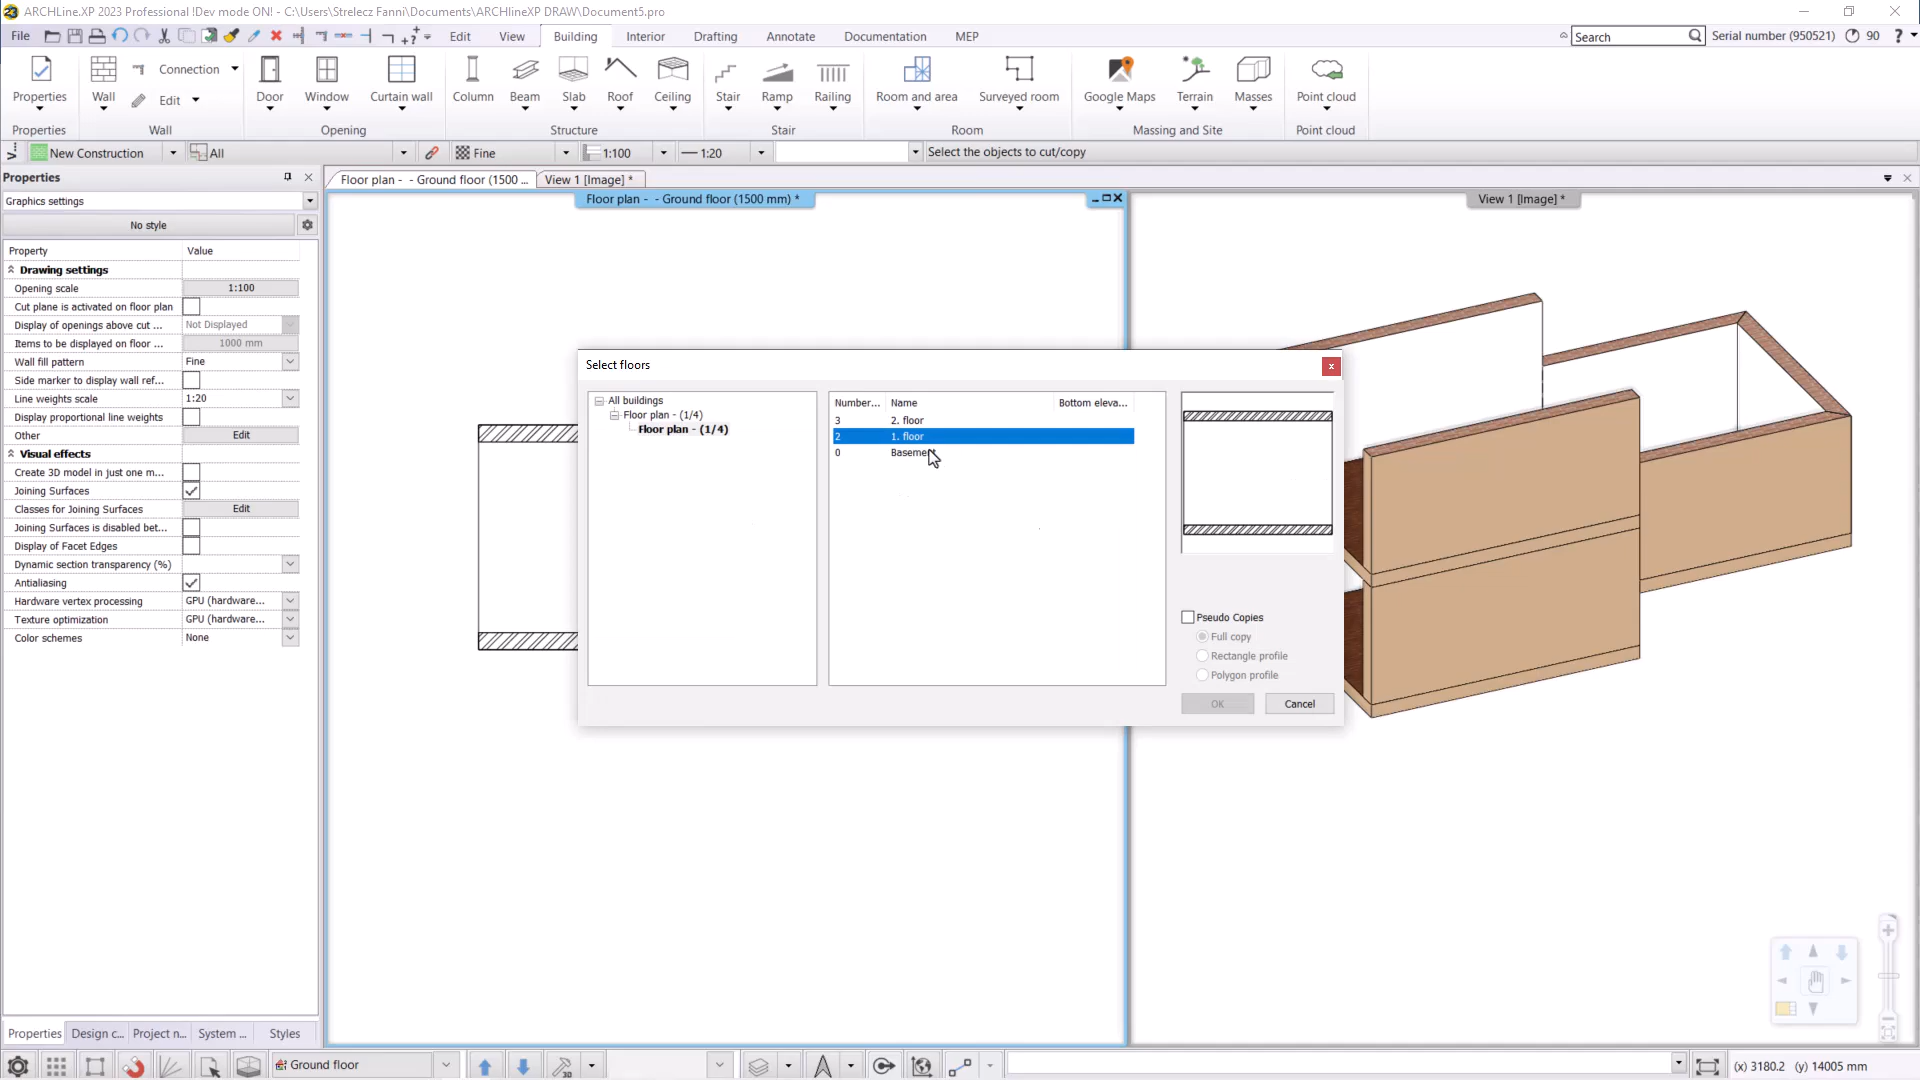 ARCHLine.XP 2023 Professional !Dev mode ON! - C:\Users\Strelecz Fanni\Documents\ARCHlineXP DRAW\Document5.pro
File Edit View Building Interior Drafting Annotate Documentation MEP Search Serial number (950521) 90 ?
Properties Wall Connection Edit Door Window Curtain wall Column Beam Slab Roof Ceiling Stair Ramp Railing Room and area Surveyed room Google Maps Terrain Masses Point cloud
Properties Wall Opening Structure Stair Room Massing and Site Point cloud
New Construction All Fine 1:100 1:20 Select the objects to cut/copy
Properties
Floor plan - - Ground floor (1500 ... View 1 [Image] *
Graphics settings
Floor plan - - Ground floor (1500 mm) * View 1 [Image] *
No style
Property Value
Drawing settings
Opening scale 1:100
Cut plane is activated on floor plan
Display of openings above cut ... Not Displayed
Items to be displayed on floor ... 1000 mm
Wall fill pattern Fine
Side marker to display wall ref...
Line weights scale 1:20
Display proportional line weights
Other Edit
Visual effects
Create 3D model in just one m...
Joining Surfaces
Classes for Joining Surfaces Edit
Joining Surfaces is disabled bet...
Display of Facet Edges
Dynamic section transparency (%)
Antialiasing
Hardware vertex processing GPU (hardware...
Texture optimization GPU (hardware...
Color schemes None
Select floors
All buildings
Floor plan - (1/4)
Floor plan - (1/4)
Number... Name Bottom eleva...
3 2. floor
2 1. floor
0 Basement
Pseudo Copies
Full copy
Rectangle profile
Polygon profile
OK Cancel
Properties Design c... Project n... System ... Styles
Ground floor (x) 3180.2 (y) 14005 mm